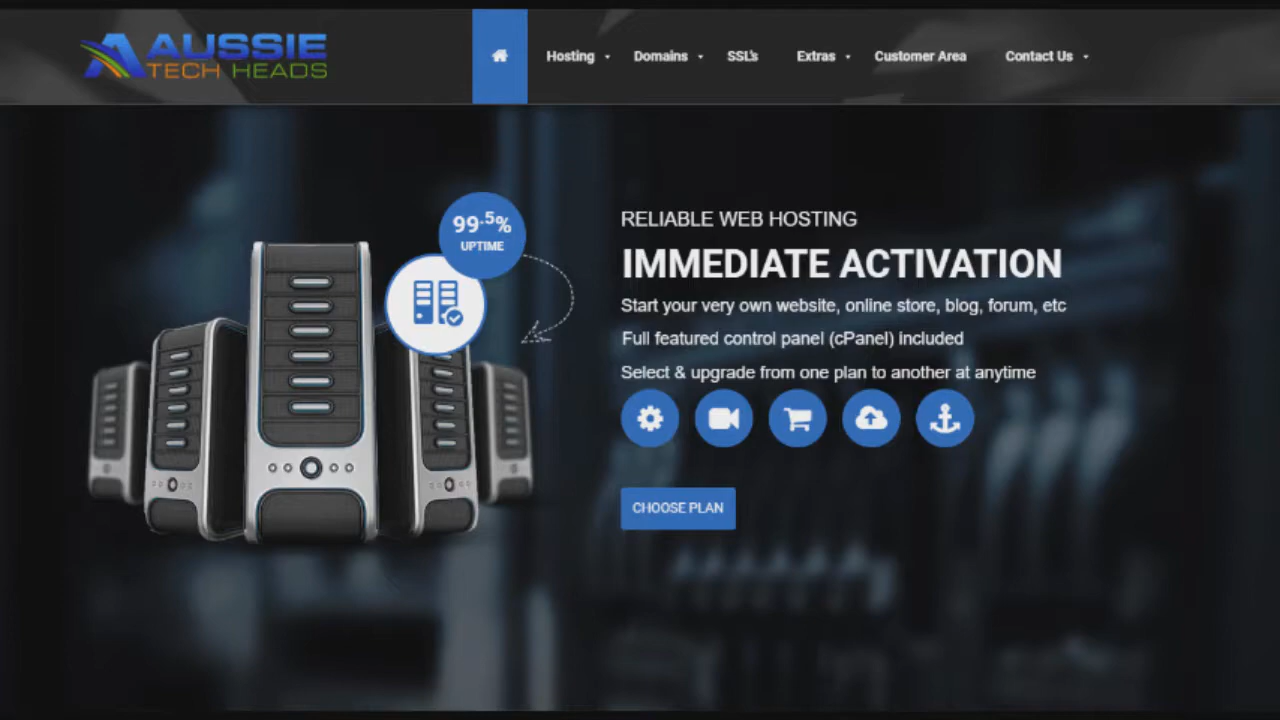 AUSSIE
TECH HEADS
Hosting
Domains
SSL's
Extras
Customer Area
Contact Us
99.5%
UPTIME
RELIABLE WEB HOSTING
IMMEDIATE ACTIVATION
Start your very own website, online store, blog, forum, etc
Full featured control panel (cPanel) included
Select & upgrade from one plan to another at anytime
CHOOSE PLAN